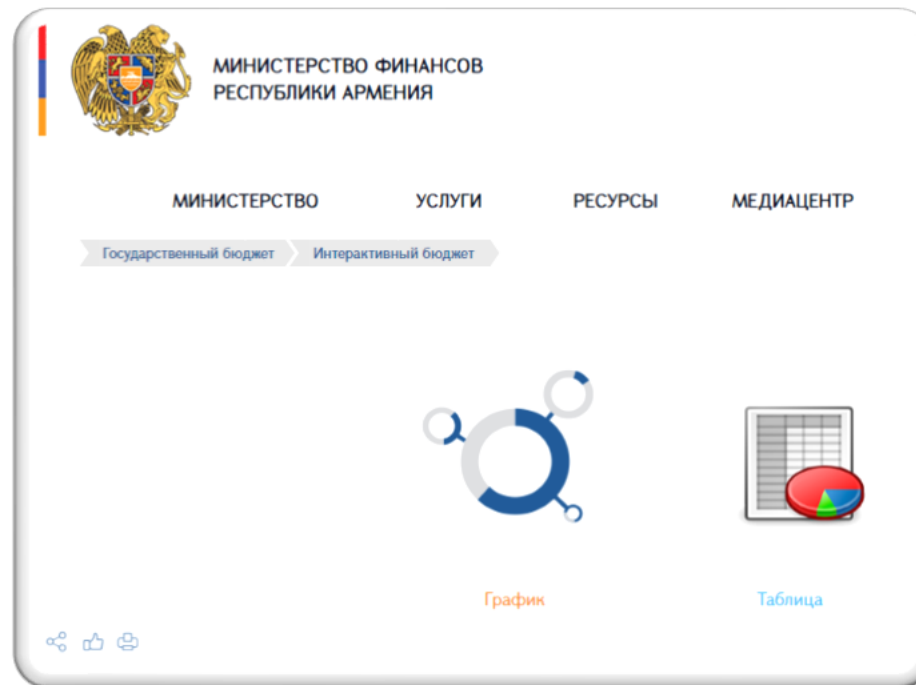 МИНИСТЕРСТВО ФИНАНСОВ
РЕСПУБЛИКИ АРМЕНИЯ
МИНИСТЕРСТВО УСЛУГИ РЕСУРСЫ МЕДИАЦЕНТР
Государственный бюджет Интерактивный бюджет
График Таблица